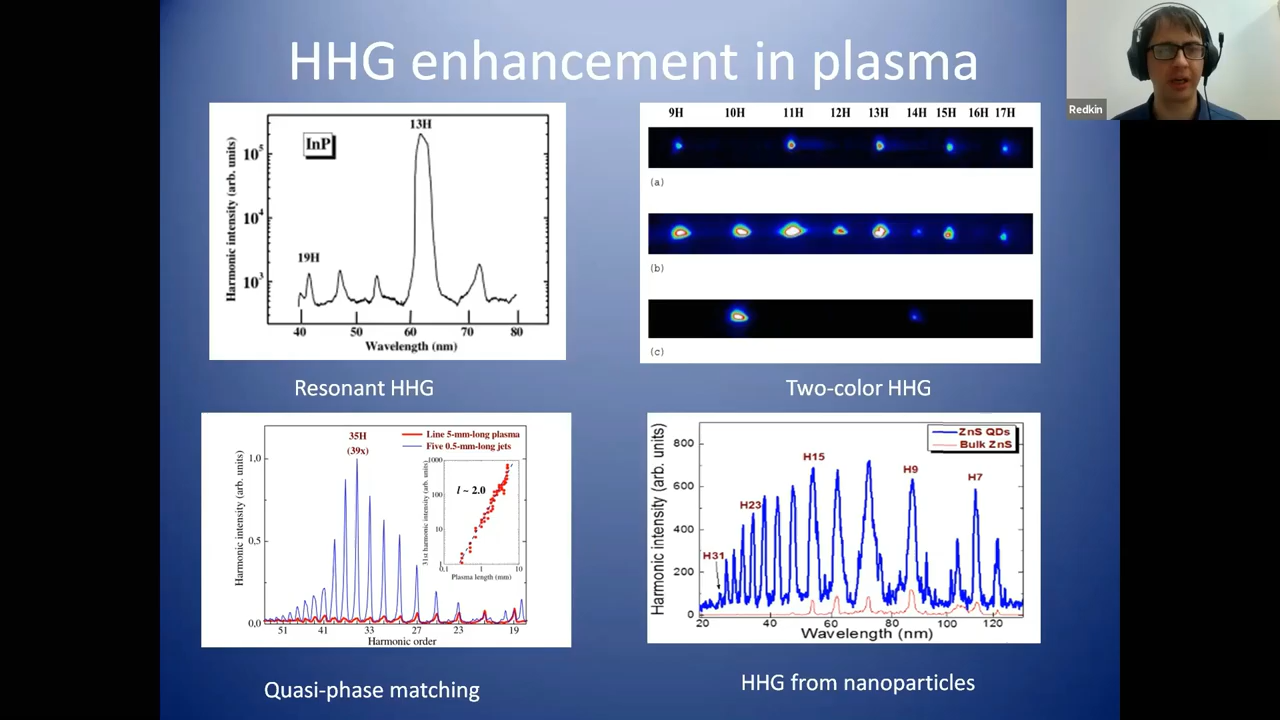 HHG enhancement in plasma
Redkin
InP
13H
19H
10⁵
10⁴
10³
Harmonic intensity (arb. units)
40 50 60 70 80
Wavelength (nm)
Resonant HHG
9H 10H 11H 12H 13H 14H 15H 16H 17H
(a)
(b)
(c)
Two-color HHG
35H
(39x)
Line 5-mm-long plasma
Five 0.5-mm-long jets
1,0
0,5
0,0
Harmonic intensity (arb. units)
31st harmonic intensity (arb. units)
1000
100
10
1
l ~ 2.0
0.1 1 10
Plasma length (mm)
51 41 33 27 23 19
Harmonic order
Quasi-phase matching
ZnS QDs
Bulk ZnS
800
600
400
200
0
Harmonic intensity (arb. units)
H31
H23
H15
H9
H7
20 40 60 80 100 120
Wavelength (nm)
HHG from nanoparticles